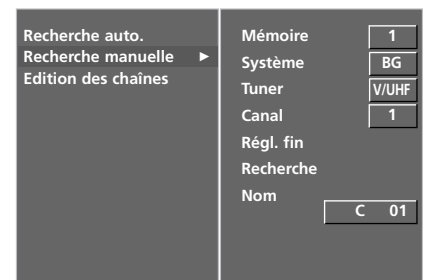 Recherche auto.
Recherche manuelle ►
Edition des chaînes
Mémoire 1
Système BG
Tuner V/UHF
Canal 1
Régl. fin
Recherche
Nom
C 01